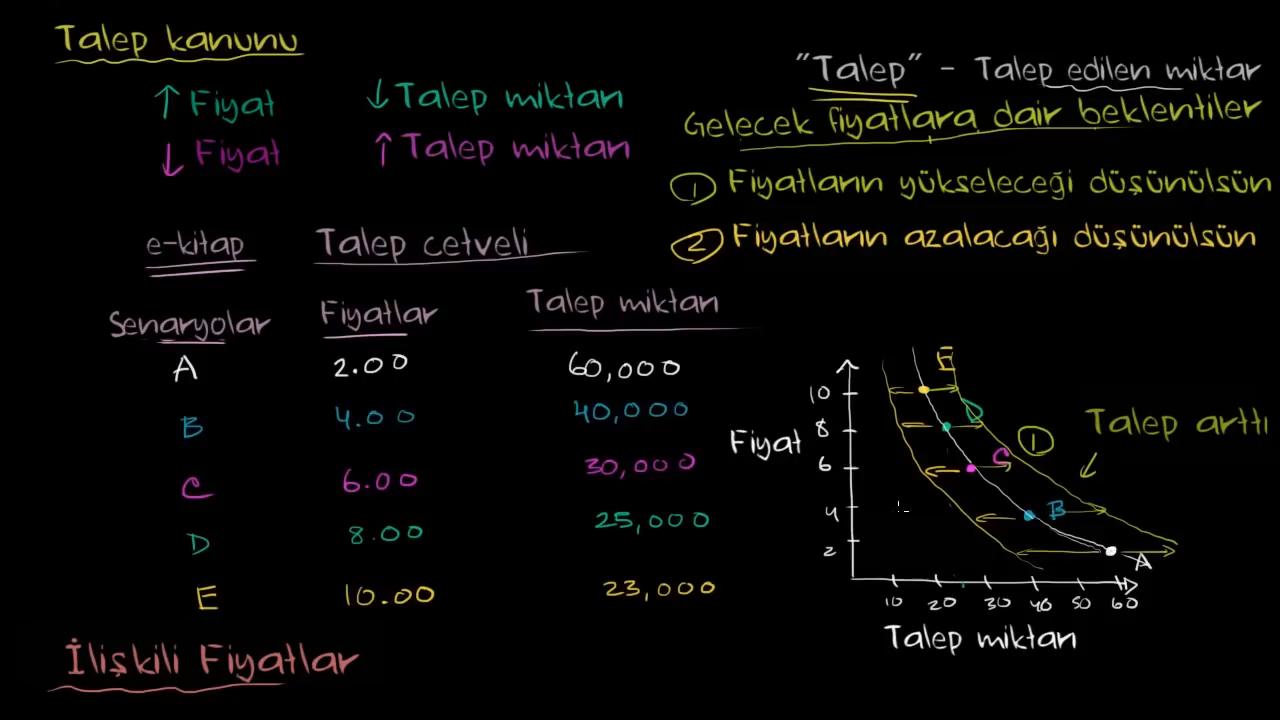 Talep kanunu
↑ Fiyat ↓ Talep miktarı
↓ Fiyat ↑ Talep miktarı
e-kitap Talep cetveli
Senaryolar Fiyatlar Talep miktarı
A 2.00 60,000
B 4.00 40,000
C 6.00 30,000
D 8.00 25,000
E 10.00 23,000
İlişkili Fiyatlar
"Talep" - Talep edilen miktar
Gelecek fiyatlara dair beklentiler
1 Fiyatların yükseleceği düşünülsün
2 Fiyatların azalacağı düşünülsün
E
10
D
8
1 Talep arttı
Fiyat
C
6
4
B
2
A
10 20 30 40 50 60
Talep miktarı